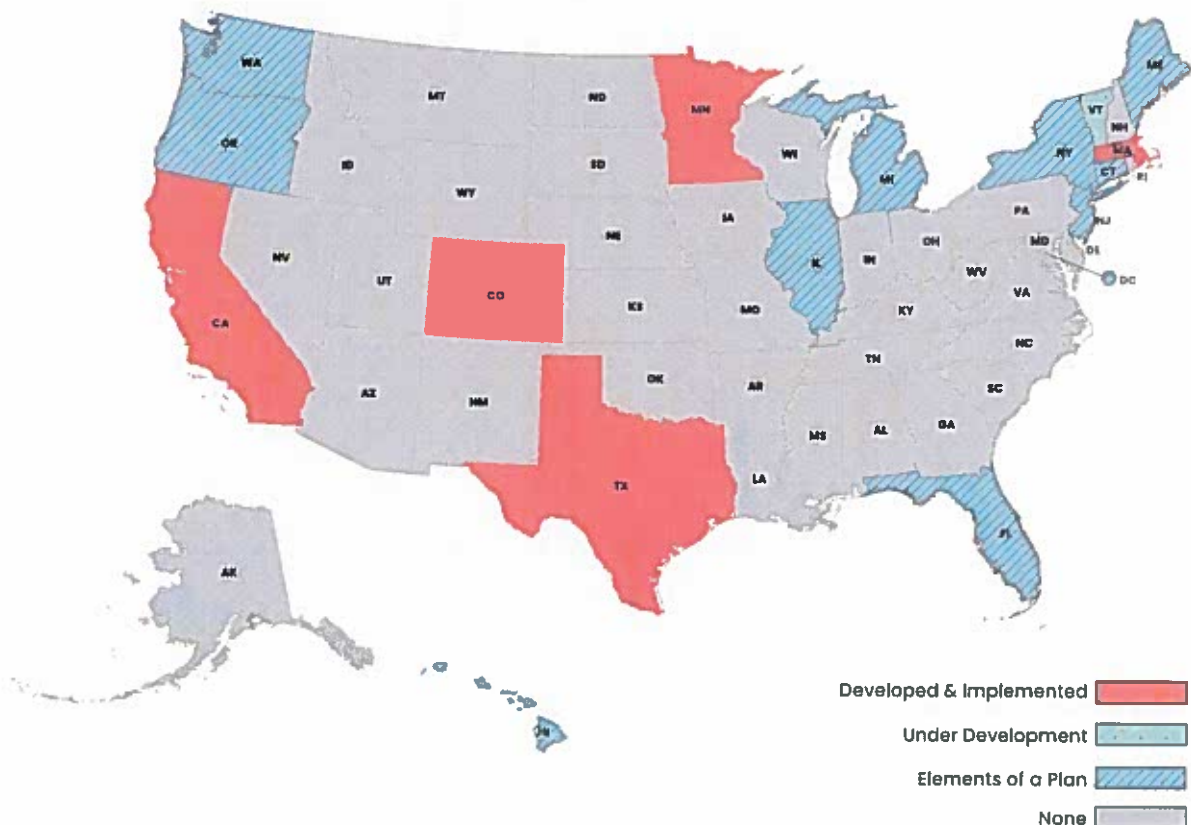 WA
MT
ND
MN
ME
VT
NH
OR
ID
SD
WI
NY
MA
MI
CT
RI
WY
IA
PA
NJ
NE
NV
UT
CO
IL
IN
OH
MD
DE
WV
DC
KS
MO
KY
VA
CA
NC
TN
AZ
NM
OK
AR
SC
MS
AL
GA
TX
LA
FL
AK
HI
Developed & Implemented
Under Development
Elements of a Plan
None